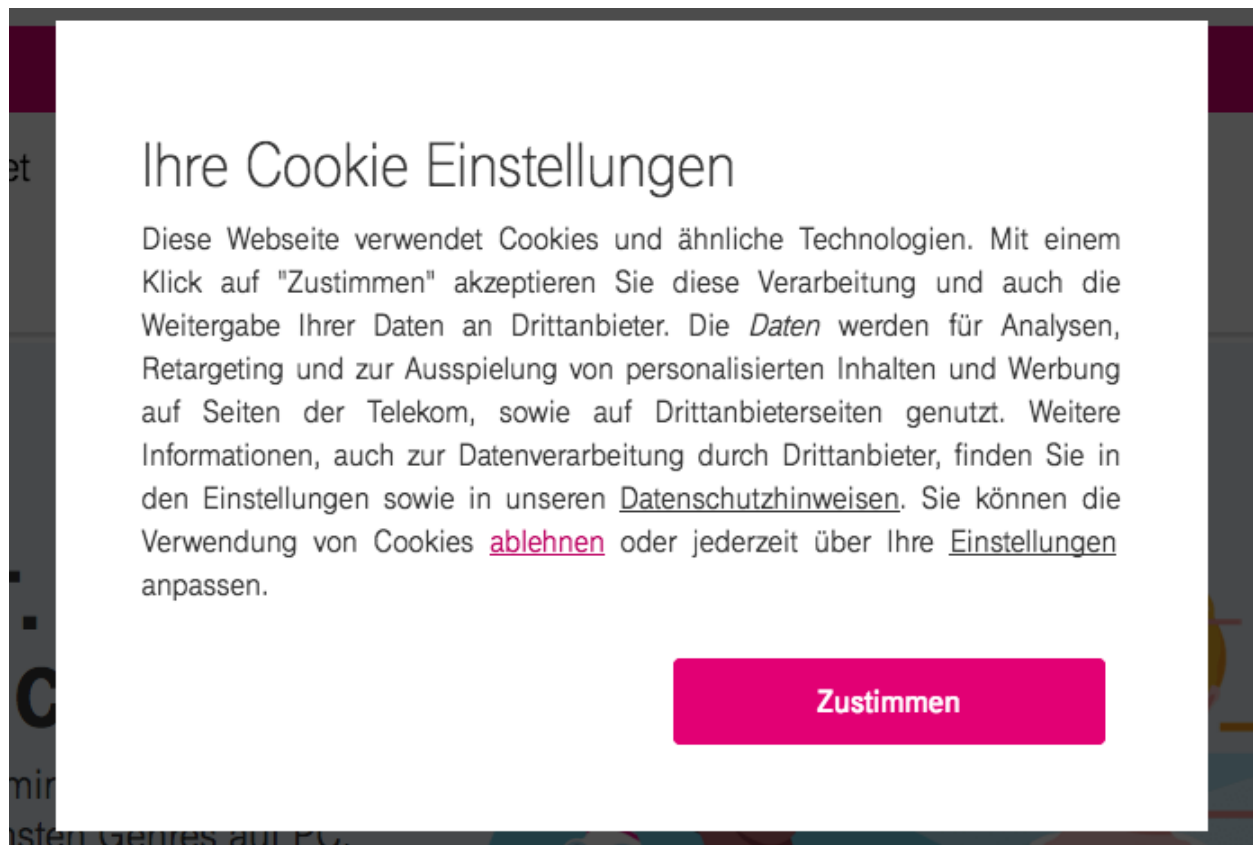 et
Ihre Cookie Einstellungen
Diese Webseite verwendet Cookies und ähnliche Technologien. Mit einem
Klick auf "Zustimmen" akzeptieren Sie diese Verarbeitung und auch die
Weitergabe Ihrer Daten an Drittanbieter. Die Daten werden für Analysen,
Retargeting und zur Ausspielung von personalisierten Inhalten und Werbung
auf Seiten der Telekom, sowie auf Drittanbieterseiten genutzt. Weitere
Informationen, auch zur Datenverarbeitung durch Drittanbieter, finden Sie in
den Einstellungen sowie in unseren Datenschutzhinweisen. Sie können die
Verwendung von Cookies ablehnen oder jederzeit über Ihre Einstellungen
anpassen.
Zustimmen